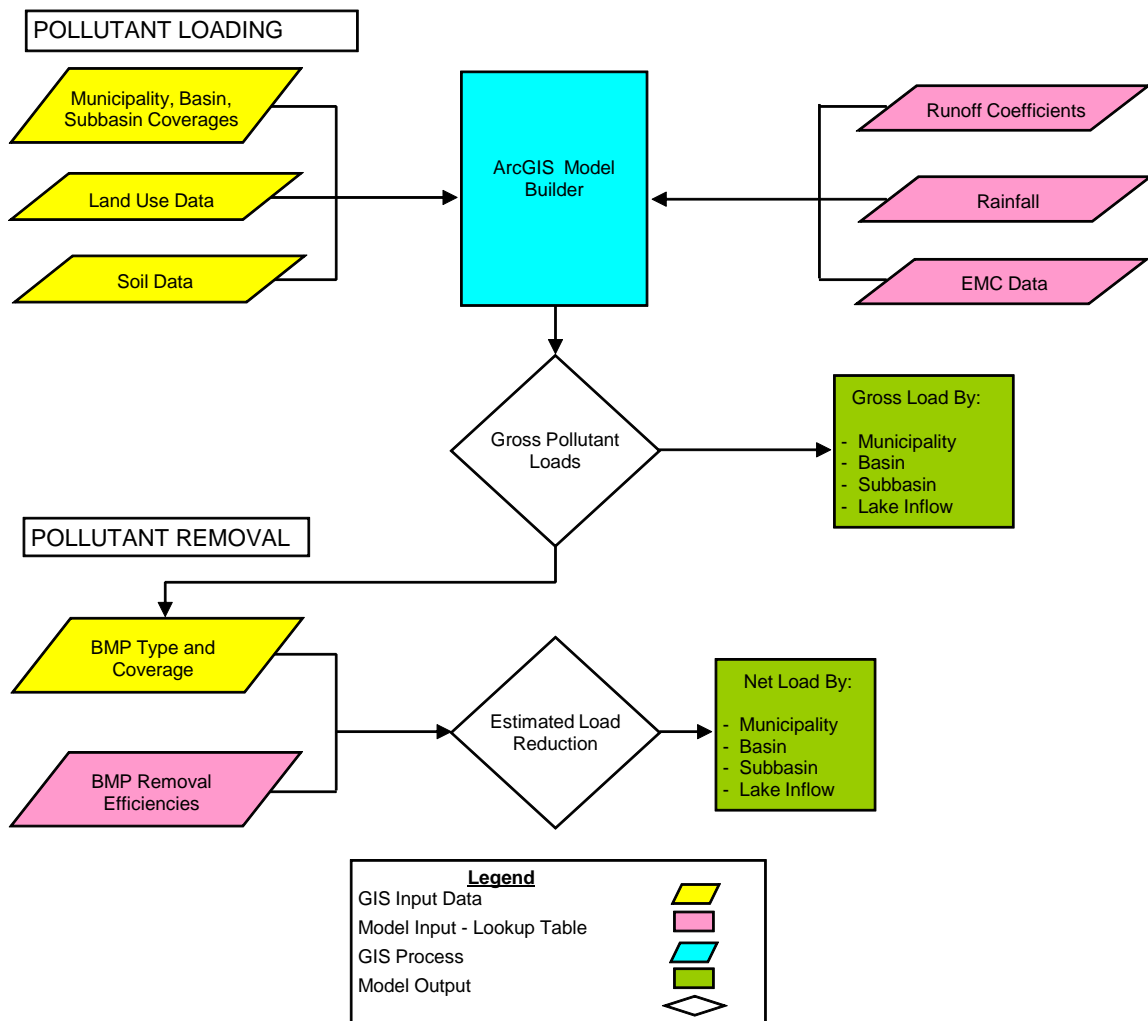 POLLUTANT LOADING
Municipality, Basin,
Subbasin Coverages
Land Use Data
Soil Data
ArcGIS Model
Builder
Runoff Coefficients
Rainfall
EMC Data
Gross Pollutant
Loads
Gross Load By:
- Municipality
- Basin
- Subbasin
- Lake Inflow
POLLUTANT REMOVAL
BMP Type and
Coverage
BMP Removal
Efficiencies
Estimated Load
Reduction
Net Load By:
- Municipality
- Basin
- Subbasin
- Lake Inflow
Legend
GIS Input Data
Model Input - Lookup Table
GIS Process
Model Output